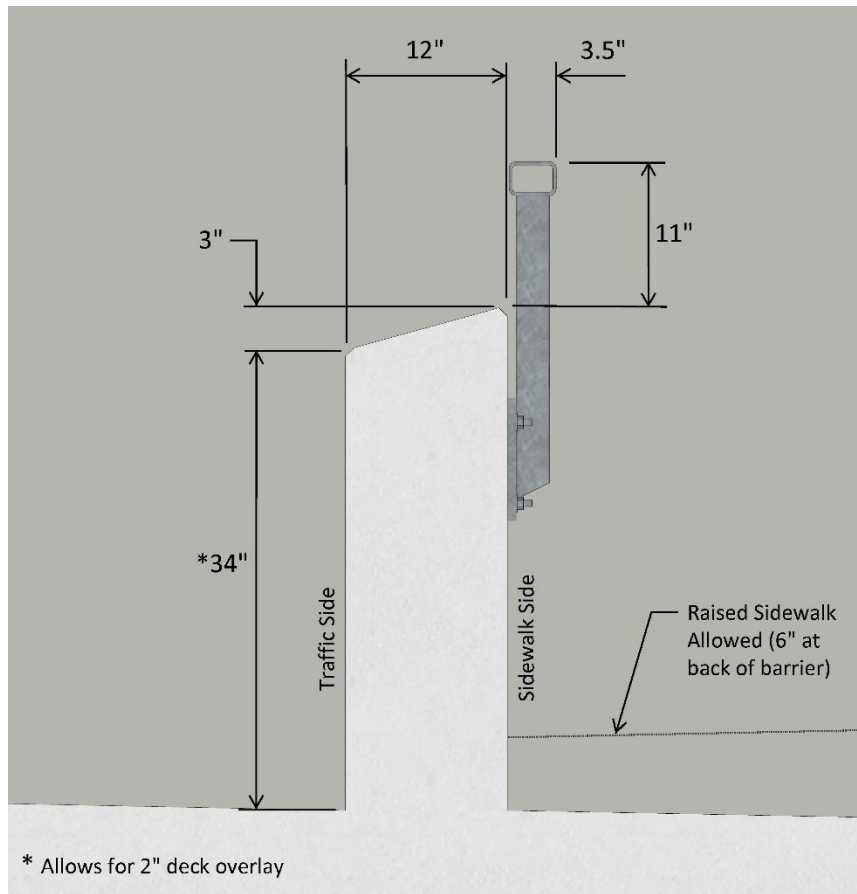 12"
3.5"
3"
11"
*34"
Traffic Side
Sidewalk Side
Raised Sidewalk
Allowed (6" at
back of barrier)
* Allows for 2" deck overlay